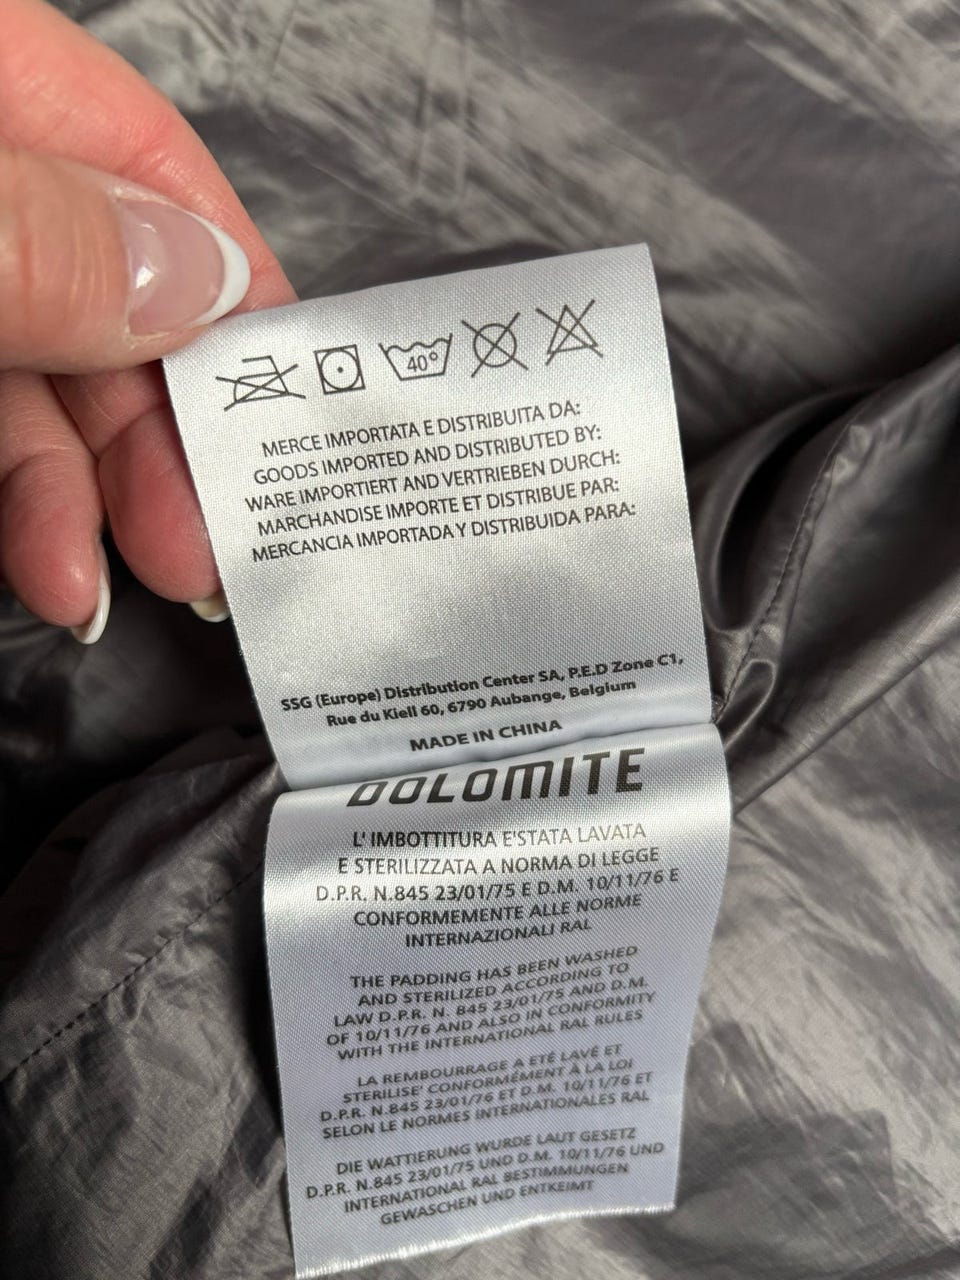 40°
MERCE IMPORTATA E DISTRIBUITA DA:
GOODS IMPORTED AND DISTRIBUTED BY:
WARE IMPORTIERT AND VERTRIEBEN DURCH:
MARCHANDISE IMPORTE ET DISTRIBUE PAR:
MERCANCIA IMPORTADA Y DISTRIBUIDA PARA:
SSG (Europe) Distribution Center SA, P.E.D Zone C1,
Rue du Kiell 60, 6790 Aubange, Belgium
MADE IN CHINA
DOLOMITE
L' IMBOTTITURA E'STATA LAVATA
E STERILIZZATA A NORMA DI LEGGE
D.P.R. N.845 23/01/75 E D.M. 10/11/76 E
CONFORMEMENTE ALLE NORME
INTERNAZIONALI RAL
THE PADDING HAS BEEN WASHED
AND STERILIZED ACCORDING TO
LAW D.P.R. N. 845 23/01/75 AND D.M.
OF 10/11/76 AND ALSO IN CONFORMITY
WITH THE INTERNATIONAL RAL RULES
LA REMBOURRAGE A ETÉ LAVÉ ET
STERILISE' CONFORMÉMENT À LA LOI
D.P.R. N.845 23/01/76 ET D.M. 10/11/76 ET
SELON LE NORMES INTERNATIONALES RAL
DIE WATTIERUNG WURDE LAUT GESETZ
D.P.R. N.845 23/01/75 UND D.M. 10/11/76 UND
INTERNATIONAL RAL BESTIMMUNGEN
GEWASCHEN UND ENTKEIMT